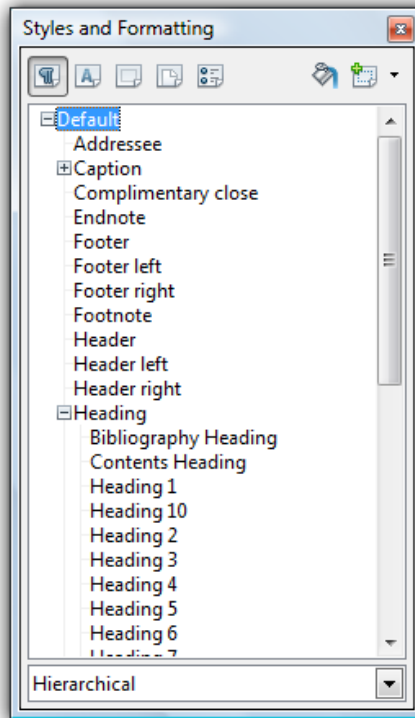 Styles and Formatting
Default
Addressee
Caption
Complimentary close
Endnote
Footer
Footer left
Footer right
Footnote
Header
Header left
Header right
Heading
Bibliography Heading
Contents Heading
Heading 1
Heading 10
Heading 2
Heading 3
Heading 4
Heading 5
Heading 6
Heading 7
Hierarchical